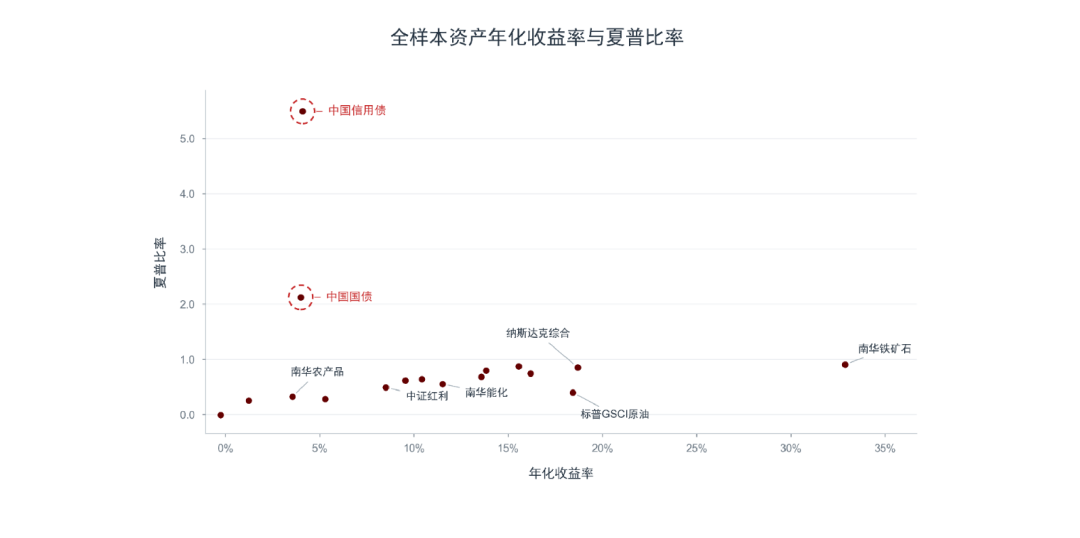 全样本资产年化收益率与夏普比率
中国信用债
5.0
4.0
夏普比率
3.0
中国国债
2.0
纳斯达克综合
南华铁矿石
1.0
南华农产品
中证红利
南华能化
标普GSCI原油
0.0
0%
5%
10%
15%
20%
25%
30%
35%
年化收益率